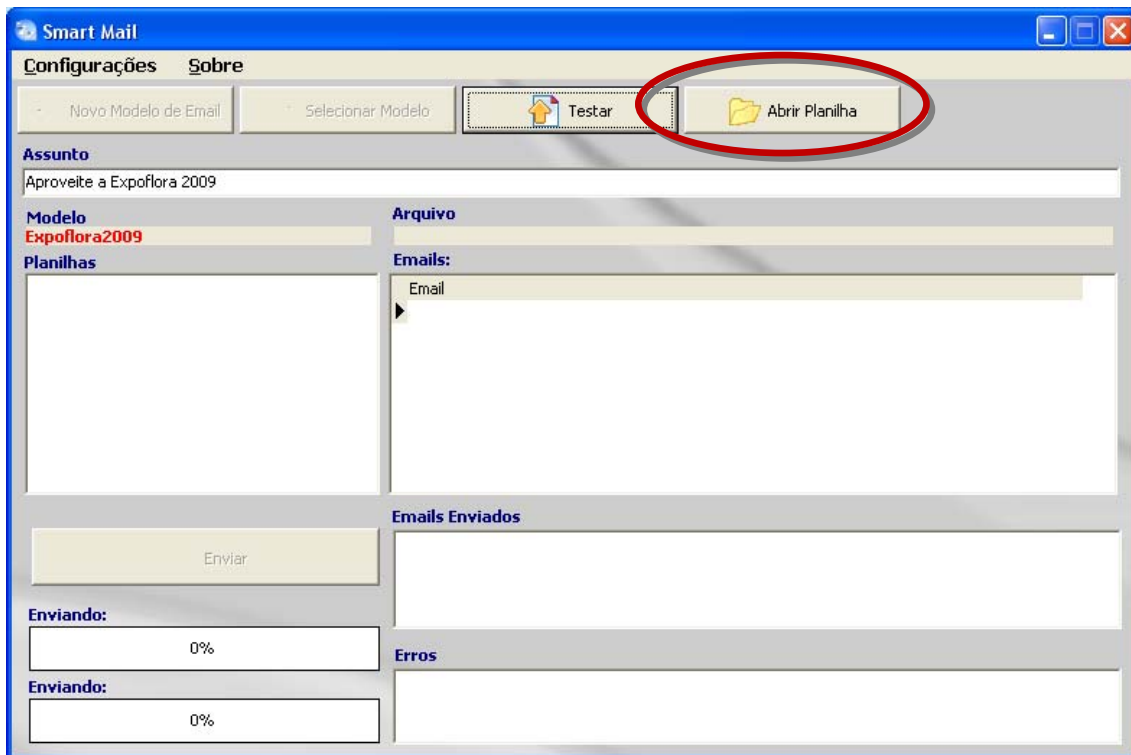 Smart Mail
Configurações Sobre
Novo Modelo de Email Selecionar Modelo Testar Abrir Planilha
Assunto
Aproveite a Expoflora 2009
Modelo Arquivo
Expoflora2009
Planilhas Emails:
Email
Emails Enviados
Enviar
Enviando:
0%
Erros
Enviando:
0%